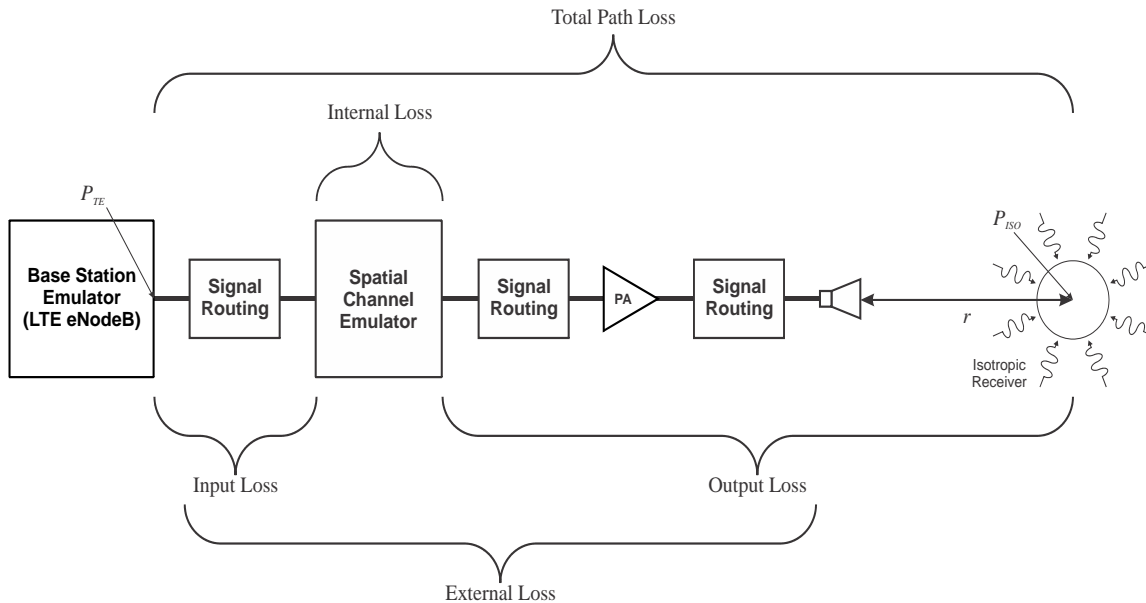 Total Path Loss
Internal Loss
P_TE
P_ISO
Base Station
Emulator
(LTE eNodeB)
Signal
Routing
Spatial
Channel
Emulator
Signal
Routing
PA
Signal
Routing
r
Isotropic
Receiver
Input Loss
Output Loss
External Loss